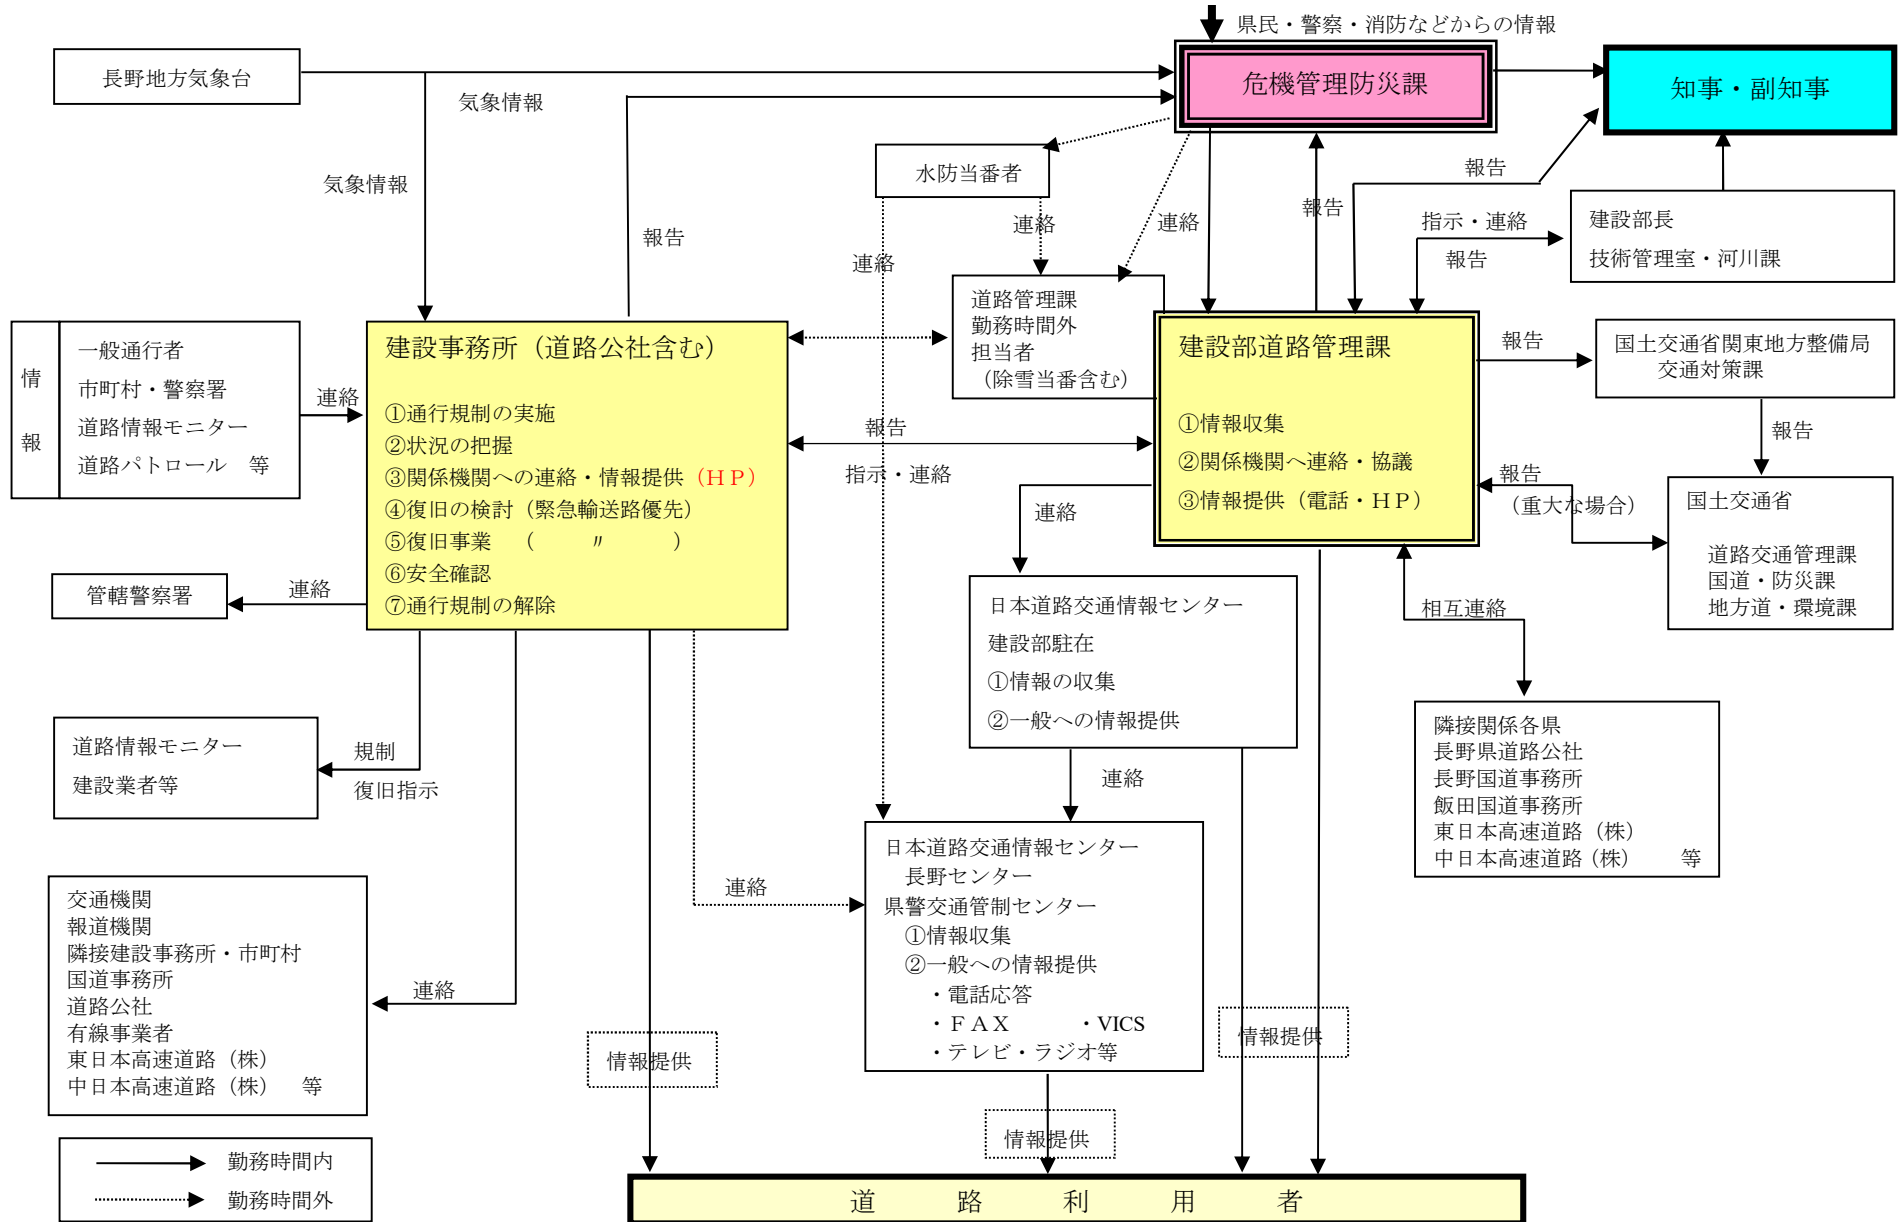 県民・警察・消防などからの情報
長野地方気象台
気象情報
気象情報
危機管理防災課
知事・副知事
水防当番者
報告
報告
報告
連絡
連絡
連絡
指示・連絡
報告
建設部長
技術管理室・河川課
情
報
一般通行者
市町村・警察署
道路情報モニター
道路パトロール　等
連絡
建設事務所（道路公社含む）
①通行規制の実施
②状況の把握
③関係機関への連絡・情報提供（ＨＰ）
④復旧の検討（緊急輸送路優先）
⑤復旧事業　（　　〃　　）
⑥安全確認
⑦通行規制の解除
道路管理課
勤務時間外
担当者
（除雪当番含む）
報告
指示・連絡
建設部道路管理課
①情報収集
②関係機関へ連絡・協議
③情報提供（電話・ＨＰ）
報告
国土交通省関東地方整備局
交通対策課
報告
報告
（重大な場合）
国土交通省
道路交通管理課
国道・防災課
地方道・環境課
連絡
管轄警察署
連絡
日本道路交通情報センター
建設部駐在
①情報の収集
②一般への情報提供
相互連絡
隣接関係各県
長野県道路公社
長野国道事務所
飯田国道事務所
東日本高速道路（株）
中日本高速道路（株）　等
道路情報モニター
建設業者等
規制
復旧指示
連絡
日本道路交通情報センター
長野センター
県警交通管制センター
①情報収集
②一般への情報提供
・電話応答
・ＦＡＸ　　・VICS
・テレビ・ラジオ等
連絡
交通機関
報道機関
隣接建設事務所・市町村
国道事務所
道路公社
有線事業者
東日本高速道路（株）
中日本高速道路（株）　等
連絡
情報提供
情報提供
情報提供
勤務時間内
勤務時間外
道　路　利　用　者